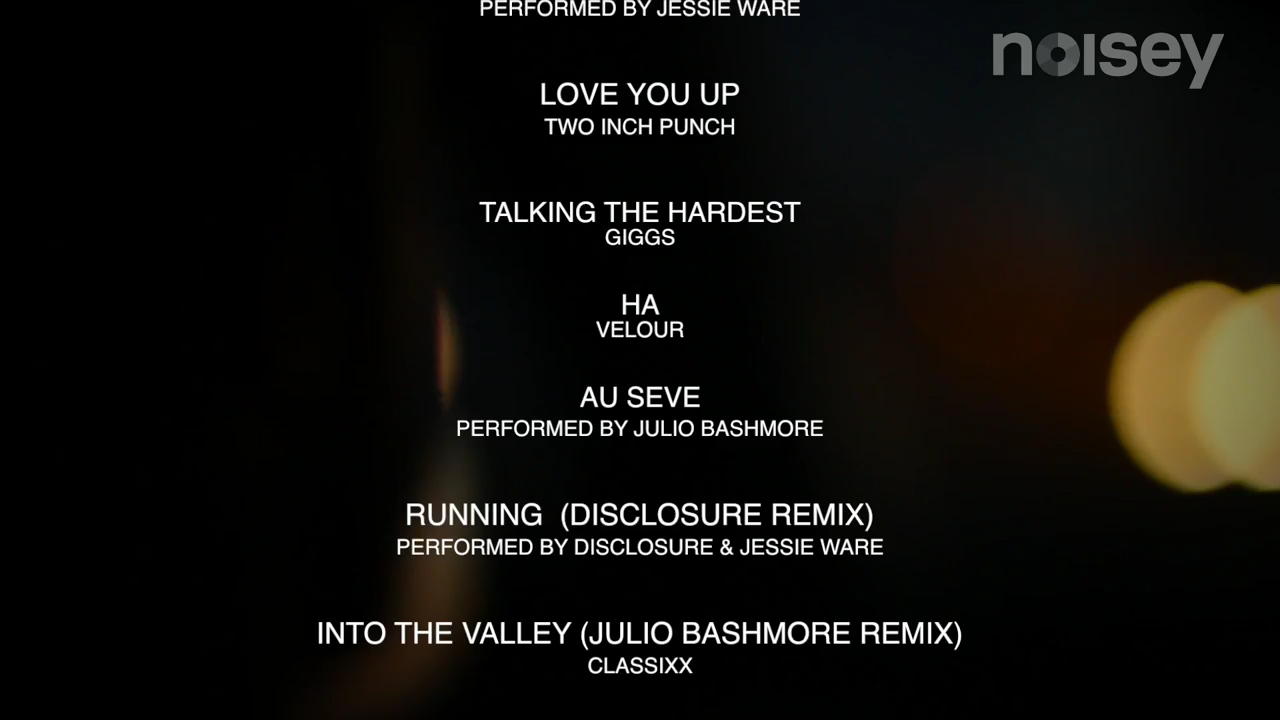 PERFORMED BY JESSIE WARE
noisey
LOVE YOU UP
TWO INCH PUNCH
TALKING THE HARDEST
GIGGS
HA
VELOUR
AU SEVE
PERFORMED BY JULIO BASHMORE
RUNNING (DISCLOSURE REMIX)
PERFORMED BY DISCLOSURE & JESSIE WARE
INTO THE VALLEY (JULIO BASHMORE REMIX)
CLASSIXX